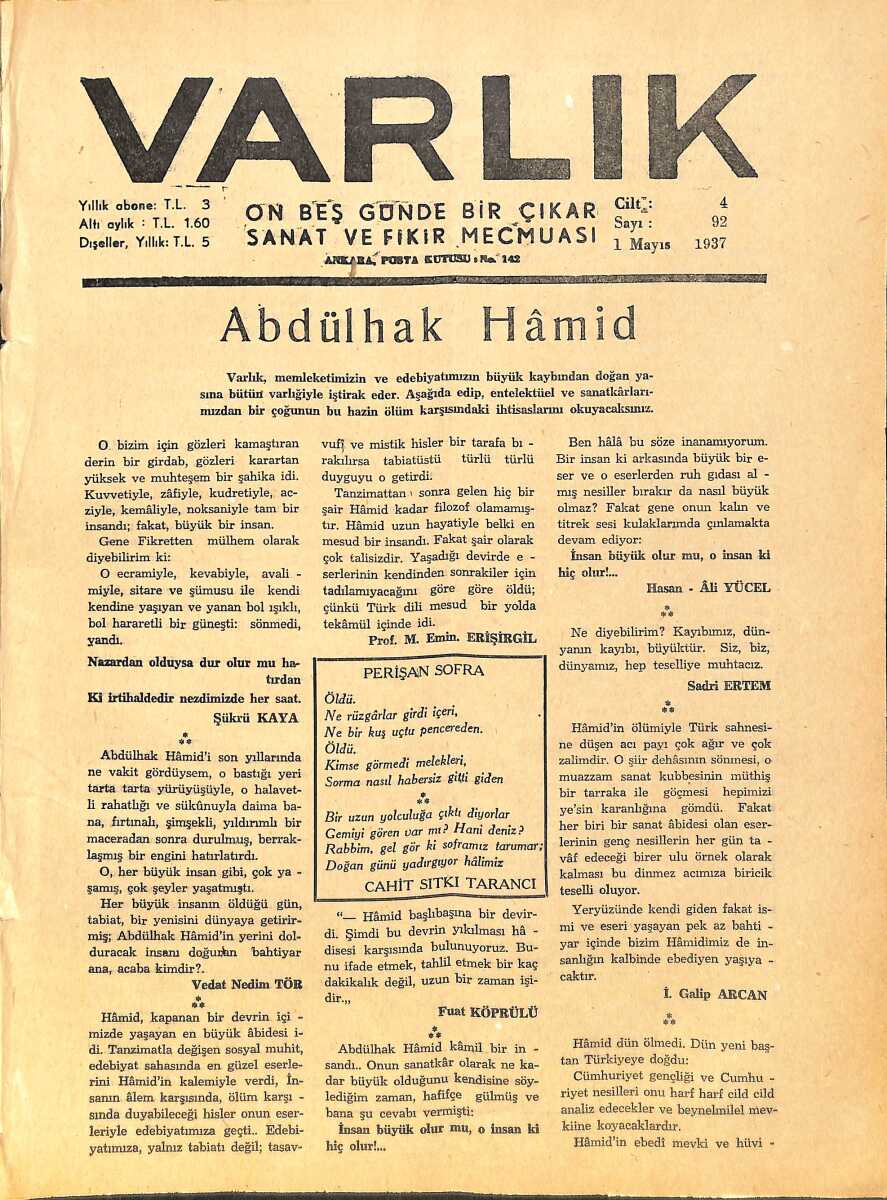 VARLIK
Yıllık abone: T.L. 3
Altı aylık : T.L. 1.60
Dışeller, Yıllık: T.L. 5
ON BEŞ GÜNDE BİR ÇIKAR
SANAT VE FİKİR MECMUASI
ANKARA, POSTA KUTUSU : No. 142
Cilt : 4
Sayı : 92
1 Mayıs 1937
Abdülhak Hâmid
Varlık, memleketimizin ve edebiyatımızın büyük kaybından doğan ya-
sına bütün varlığiyle iştirak eder. Aşağıda edip, entelektüel ve sanatkârları-
mızdan bir çoğunun bu hazin ölüm karşısındaki ihtisaslarını okuyacaksınız.
O bizim için gözleri kamaştıran
derin bir girdab, gözleri karartan
yüksek ve muhteşem bir şahika idi.
Kuvvetiyle, zâfiyle, kudretiyle, ac-
ziyle, kemâliyle, noksaniyle tam bir
insandı; fakat, büyük bir insan.
Gene Fikretten mülhem olarak
diyebilirim ki:
O ecramiyle, kevabiyle, avali -
miyle, sitare ve şümusu ile kendi
kendine yaşıyan ve yanan bol ışıklı,
bol hararetli bir güneşti: sönmedi,
yandı.
Nazardan olduysa dur olur mu ha-
tırdan
Ki irtihaldedir nezdimizde her saat.
Şükrü KAYA
***
Abdülhak Hâmid'i son yıllarında
ne vakit gördüysem, o bastığı yeri
tarta tarta yürüyüşüyle, o halavet-
li rahatlığı ve sükûnuyla daima ba-
na, fırtınalı, şimşekli, yıldırımlı bir
maceradan sonra durulmuş, berrak-
laşmış bir engini hatırlatırdı.
O, her büyük insan gibi, çok ya -
şamış, çok şeyler yaşatmıştı.
Her büyük insanın öldüğü gün,
tabiat, bir yenisini dünyaya getirir-
miş; Abdülhak Hâmid'in yerini dol-
duracak insanı doğuran bahtiyar
ana, acaba kimdir?.
Vedat Nedim TÖR
***
Hâmid, kapanan bir devrin içi -
mizde yaşayan en büyük âbidesi i-
di. Tanzimatla değişen sosyal muhit,
edebiyat sahasında en güzel eserle-
rini Hâmid'in kalemiyle verdi, İn-
sanın âlem karşısında, ölüm karşı -
sında duyabileceği hisler onun eser-
leriyle edebiyatımıza geçti.. Edebi-
yatımıza, yalnız tabiatı değil; tasav-
vufî ve mistik hisler bir tarafa bı -
rakılırsa tabiatüstü türlü türlü
duyguyu o getirdi.
Tanzimattan sonra gelen hiç bir
şair Hâmid kadar filozof olamamış-
tır. Hâmid uzun hayatiyle belki en
mesud bir insandı. Fakat şair olarak
çok talisizdir. Yaşadığı devirde e -
serlerinin kendinden sonrakiler için
tadılamıyacağını göre göre öldü;
çünkü Türk dili mesud bir yolda
tekâmül içinde idi.
Prof. M. Emin. ERİŞİRGİL
PERİŞAN SOFRA
Öldü.
Ne rüzgârlar girdi içeri,
Ne bir kuş uçtu pencereden.
Öldü.
Kimse görmedi melekleri,
Sorma nasıl habersiz gitti giden
***
Bir uzun yolculuğa çıktı diyorlar
Gemiyi gören var mı? Hani deniz?
Rabbim, gel gör ki soframız tarumar;
Doğan günü yadırgıyor hâlimiz
CAHİT SITKI TARANCI
"— Hâmid başlıbaşına bir devir-
di. Şimdi bu devrin yıkılması hâ -
disesi karşısında bulunuyoruz. Bu-
nu ifade etmek, tahlil etmek bir kaç
dakikalık değil, uzun bir zaman işi-
dir.,,
Fuat KÖPRÜLÜ
***
Abdülhak Hâmid kâmil bir in -
sandı.. Onun sanatkâr olarak ne ka-
dar büyük olduğunu kendisine söy-
lediğim zaman, hafifçe gülmüş ve
bana şu cevabı vermişti:
İnsan büyük olur mu, o insan ki
hiç olur!...
Ben hâlâ bu söze inanamıyorum.
Bir insan ki arkasında büyük bir e-
ser ve o eserlerden ruh gıdası al -
mış nesiller bırakır da nasıl büyük
olmaz? Fakat gene onun kalın ve
titrek sesi kulaklarımda çınlamakta
devam ediyor:
İnsan büyük olur mu, o insan ki
hiç olur!...
Hasan - Âli YÜCEL
***
Ne diyebilirim? Kayıbımız, dün-
yanın kayıbı, büyüktür. Siz, biz,
dünyamız, hep teselliye muhtacız.
Sadri ERTEM
***
Hâmid'in ölümiyle Türk sahnesi-
ne düşen acı payı çok ağır ve çok
zalimdir. O şiir dehâsının sönmesi, o
muazzam sanat kubbesinin müthiş
bir tarraka ile göçmesi hepimizi
ye'sin karanlığına gömdü. Fakat
her biri bir sanat âbidesi olan eser-
lerinin genç nesillerin her gün ta -
vâf edeceği birer ulu örnek olarak
kalması bu dinmez acımıza biricik
teselli oluyor.
Yeryüzünde kendi giden fakat is-
mi ve eseri yaşayan pek az bahti -
yar içinde bizim Hâmidimiz de in-
sanlığın kalbinde ebediyen yaşıya -
caktır.
İ. Galip ARCAN
***
Hâmid dün ölmedi. Dün yeni baş-
tan Türkiyeye doğdu:
Cümhuriyet gençliği ve Cumhu -
riyet nesilleri onu harf harf cild cild
analiz edecekler ve beynelmilel mev-
kiine koyacaklardır.
Hâmid'in ebedî mevki ve hüvi -